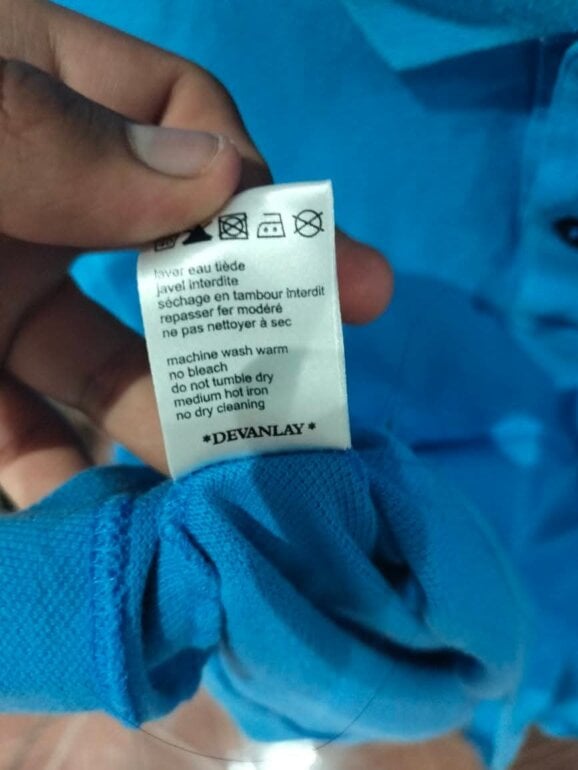 laver eau tiède
javel interdite
séchage en tambour interdit
repasser fer modéré
ne pas nettoyer à sec
machine wash warm
no bleach
do not tumble dry
medium hot iron
no dry cleaning
*DEVANLAY*